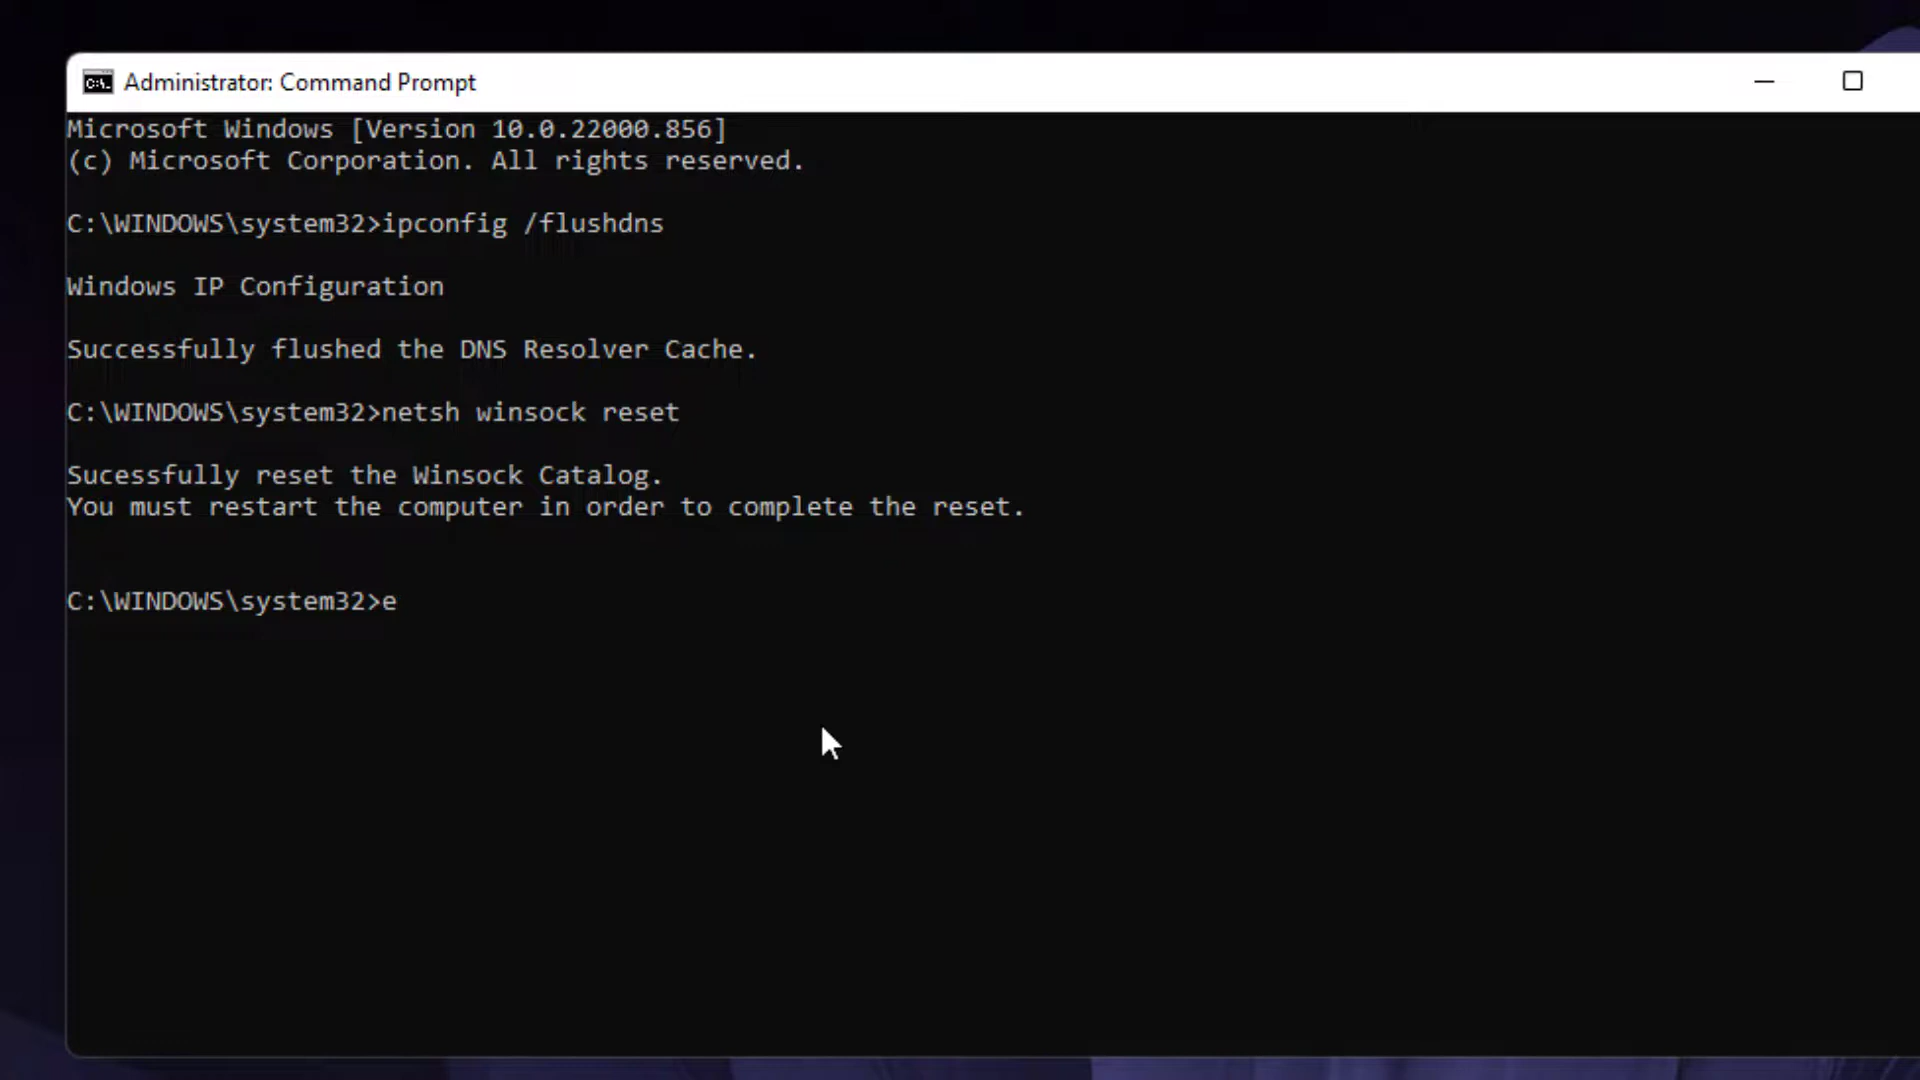 Administrator: Command Prompt
Microsoft Windows [Version 10.0.22000.856]
(c) Microsoft Corporation. All rights reserved.
C:\WINDOWS\system32>ipconfig /flushdns
Windows IP Configuration
Successfully flushed the DNS Resolver Cache.
C:\WINDOWS\system32>netsh winsock reset
Sucessfully reset the Winsock Catalog.
You must restart the computer in order to complete the reset.
C:\WINDOWS\system32>e